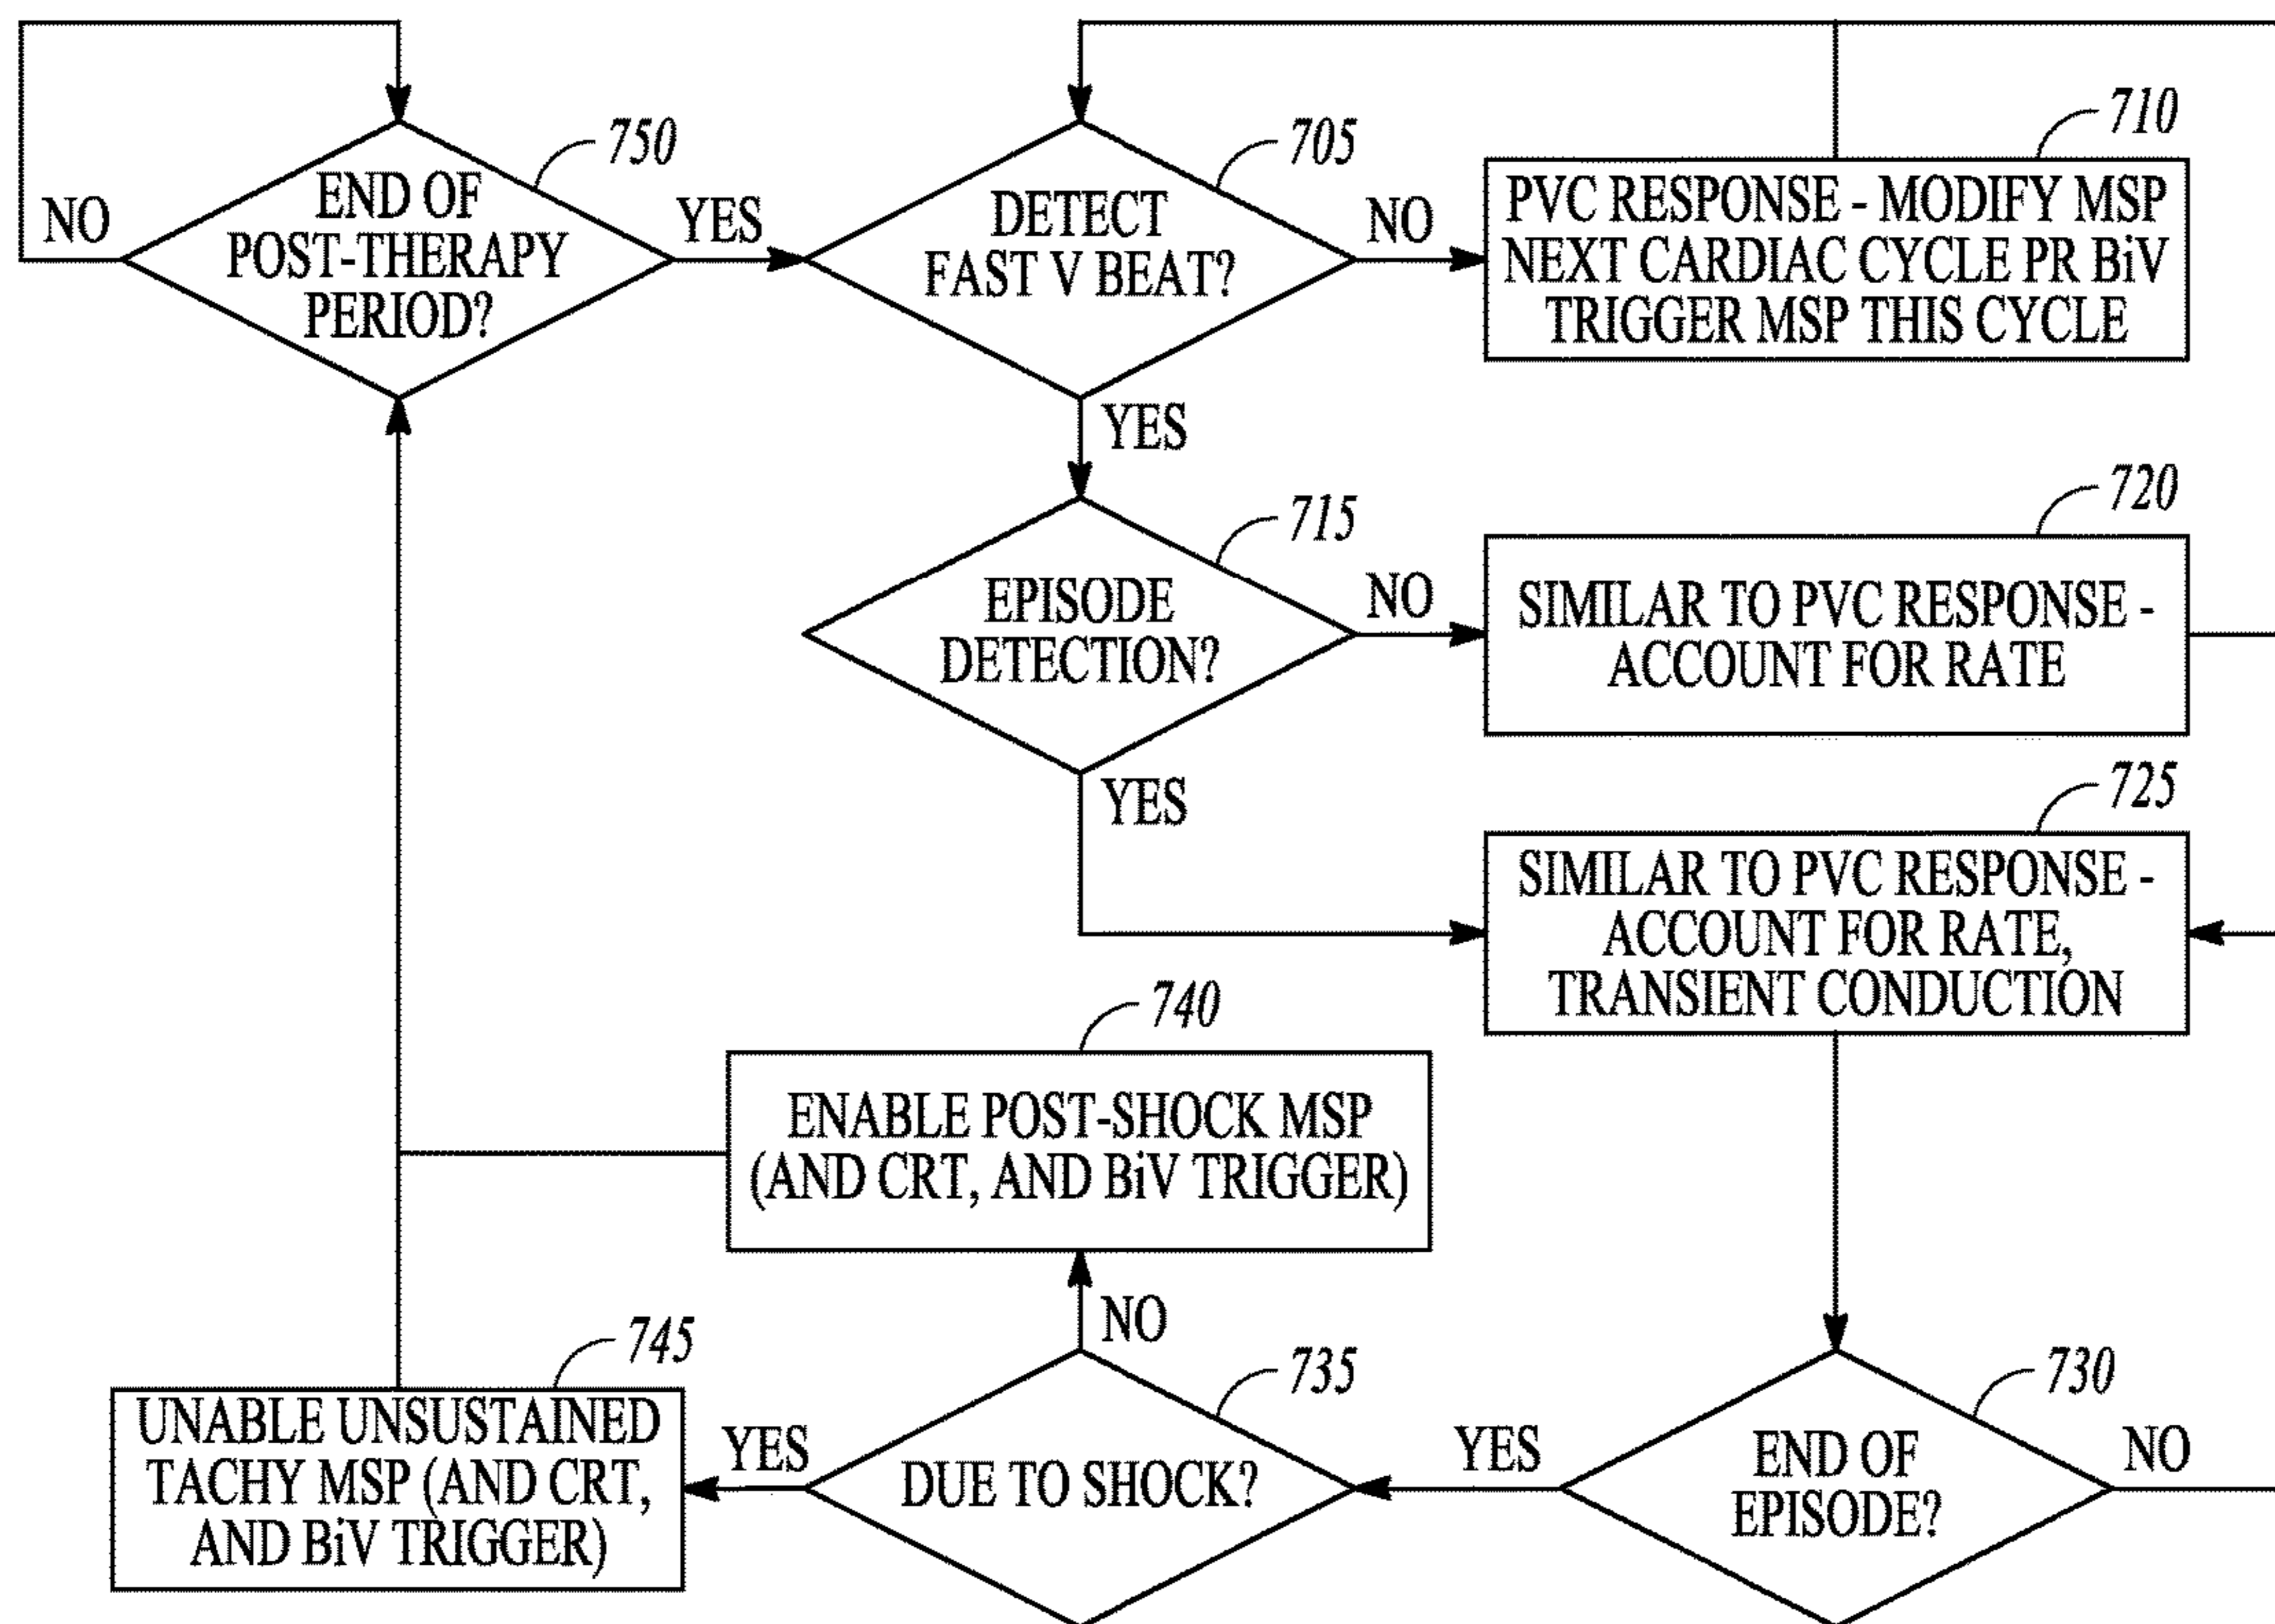 750
END OF
POST-THERAPY
PERIOD?
NO
YES
705
DETECT
FAST V BEAT?
NO
YES
710
PVC RESPONSE - MODIFY MSP
NEXT CARDIAC CYCLE PR BiV
TRIGGER MSP THIS CYCLE
715
EPISODE
DETECTION?
NO
YES
720
SIMILAR TO PVC RESPONSE -
ACCOUNT FOR RATE
725
SIMILAR TO PVC RESPONSE -
ACCOUNT FOR RATE,
TRANSIENT CONDUCTION
740
ENABLE POST-SHOCK MSP
(AND CRT, AND BiV TRIGGER)
NO
745
UNABLE UNSUSTAINED
TACHY MSP (AND CRT,
AND BiV TRIGGER)
YES
735
DUE TO SHOCK?
YES
730
END OF
EPISODE?
NO